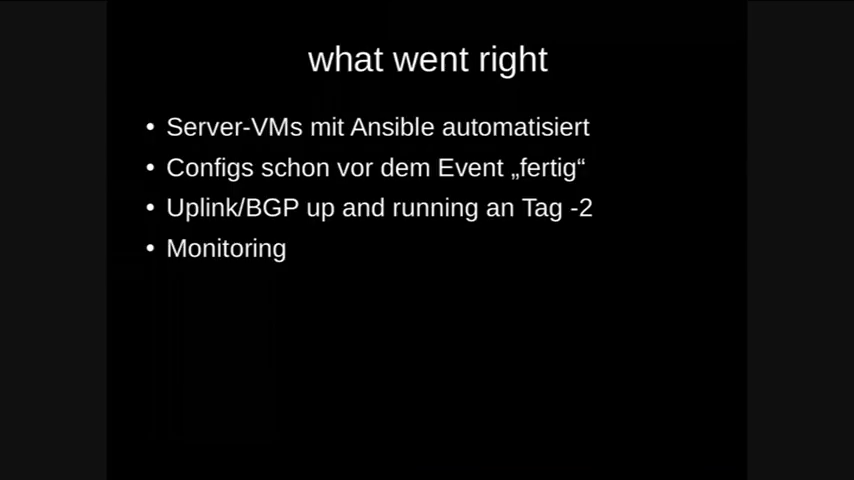 what went right
• Server-VMs mit Ansible automatisiert
• Configs schon vor dem Event „fertig“
• Uplink/BGP up and running an Tag -2
• Monitoring